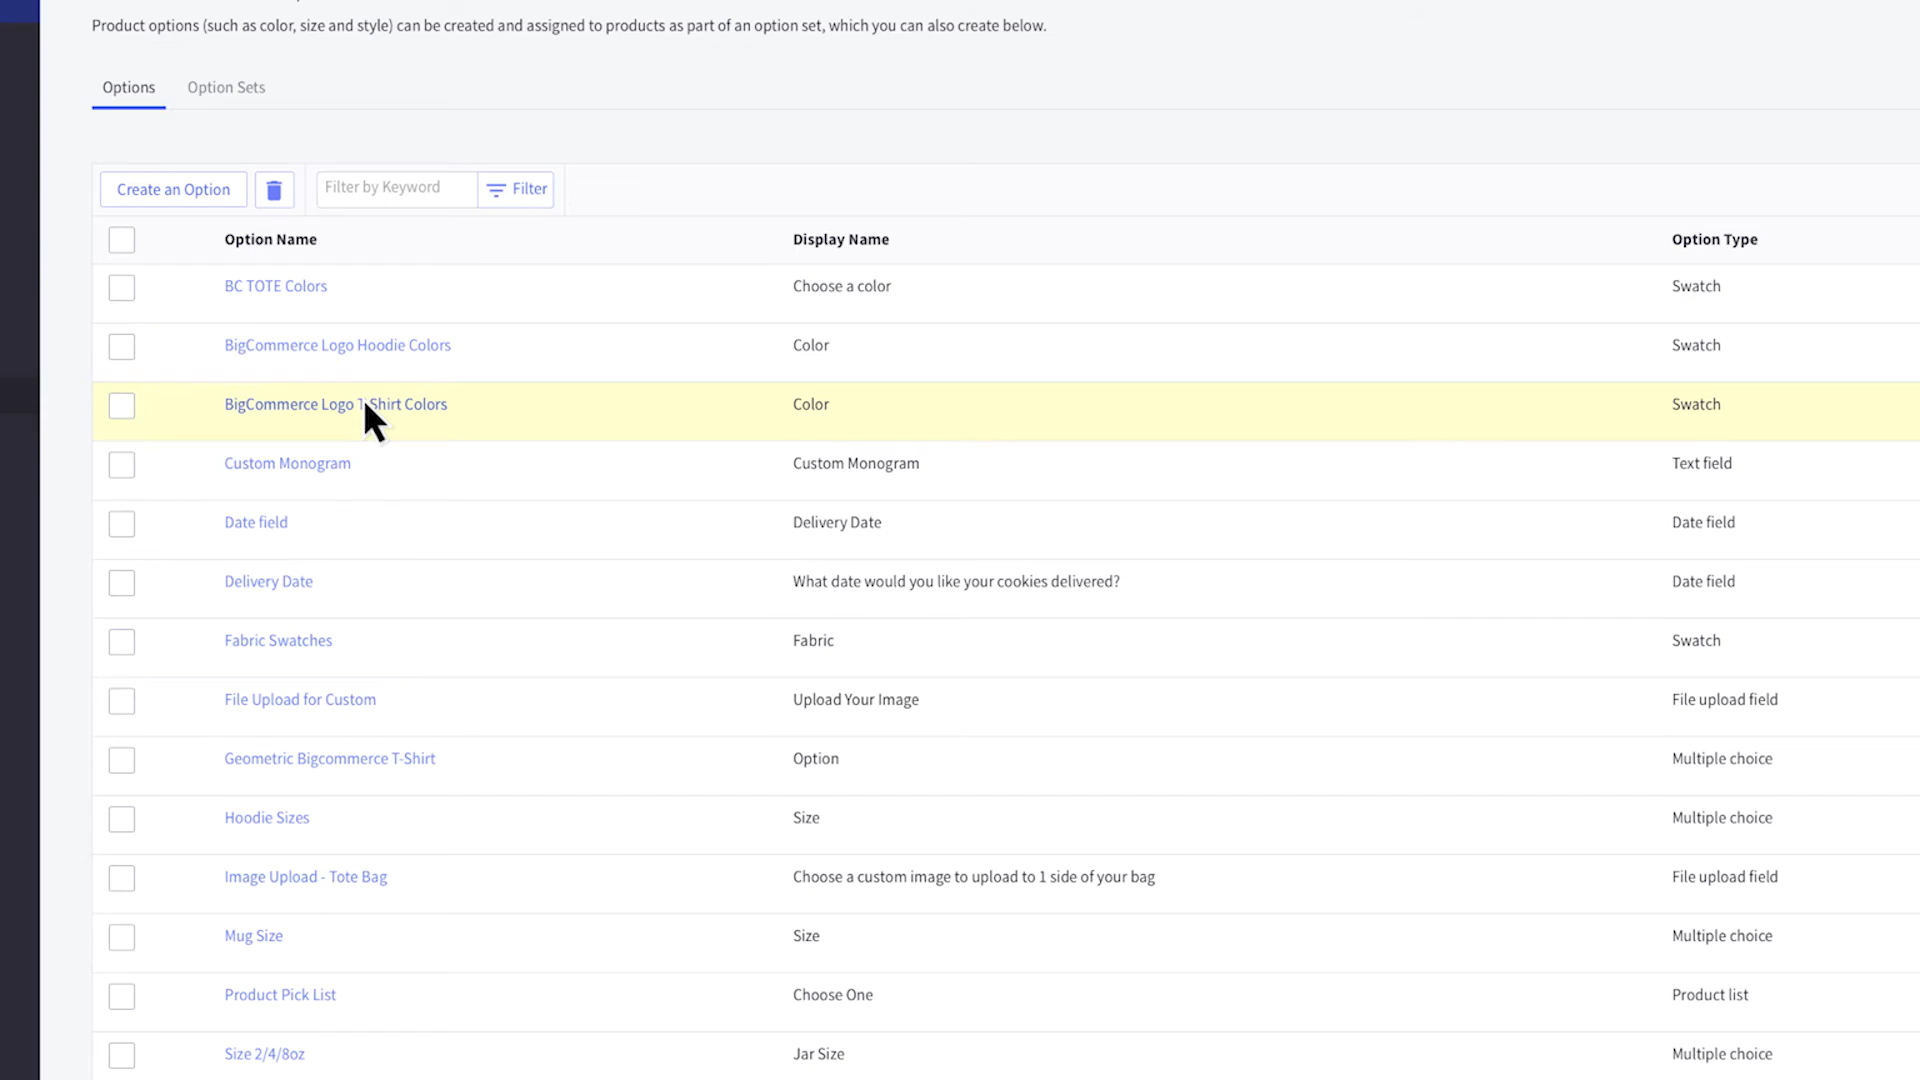 Product options (such as color, size and style) can be created and assigned to products as part of an option set, which you can also create below.
Options Option Sets
Create an Option Filter by Keyword Filter
Option Name Display Name Option Type
BC TOTE Colors Choose a color Swatch
BigCommerce Logo Hoodie Colors Color Swatch
BigCommerce Logo T-Shirt Colors Color Swatch
Custom Monogram Custom Monogram Text field
Date field Delivery Date Date field
Delivery Date What date would you like your cookies delivered? Date field
Fabric Swatches Fabric Swatch
File Upload for Custom Upload Your Image File upload field
Geometric Bigcommerce T-Shirt Option Multiple choice
Hoodie Sizes Size Multiple choice
Image Upload - Tote Bag Choose a custom image to upload to 1 side of your bag File upload field
Mug Size Size Multiple choice
Product Pick List Choose One Product list
Size 2/4/8oz Jar Size Multiple choice